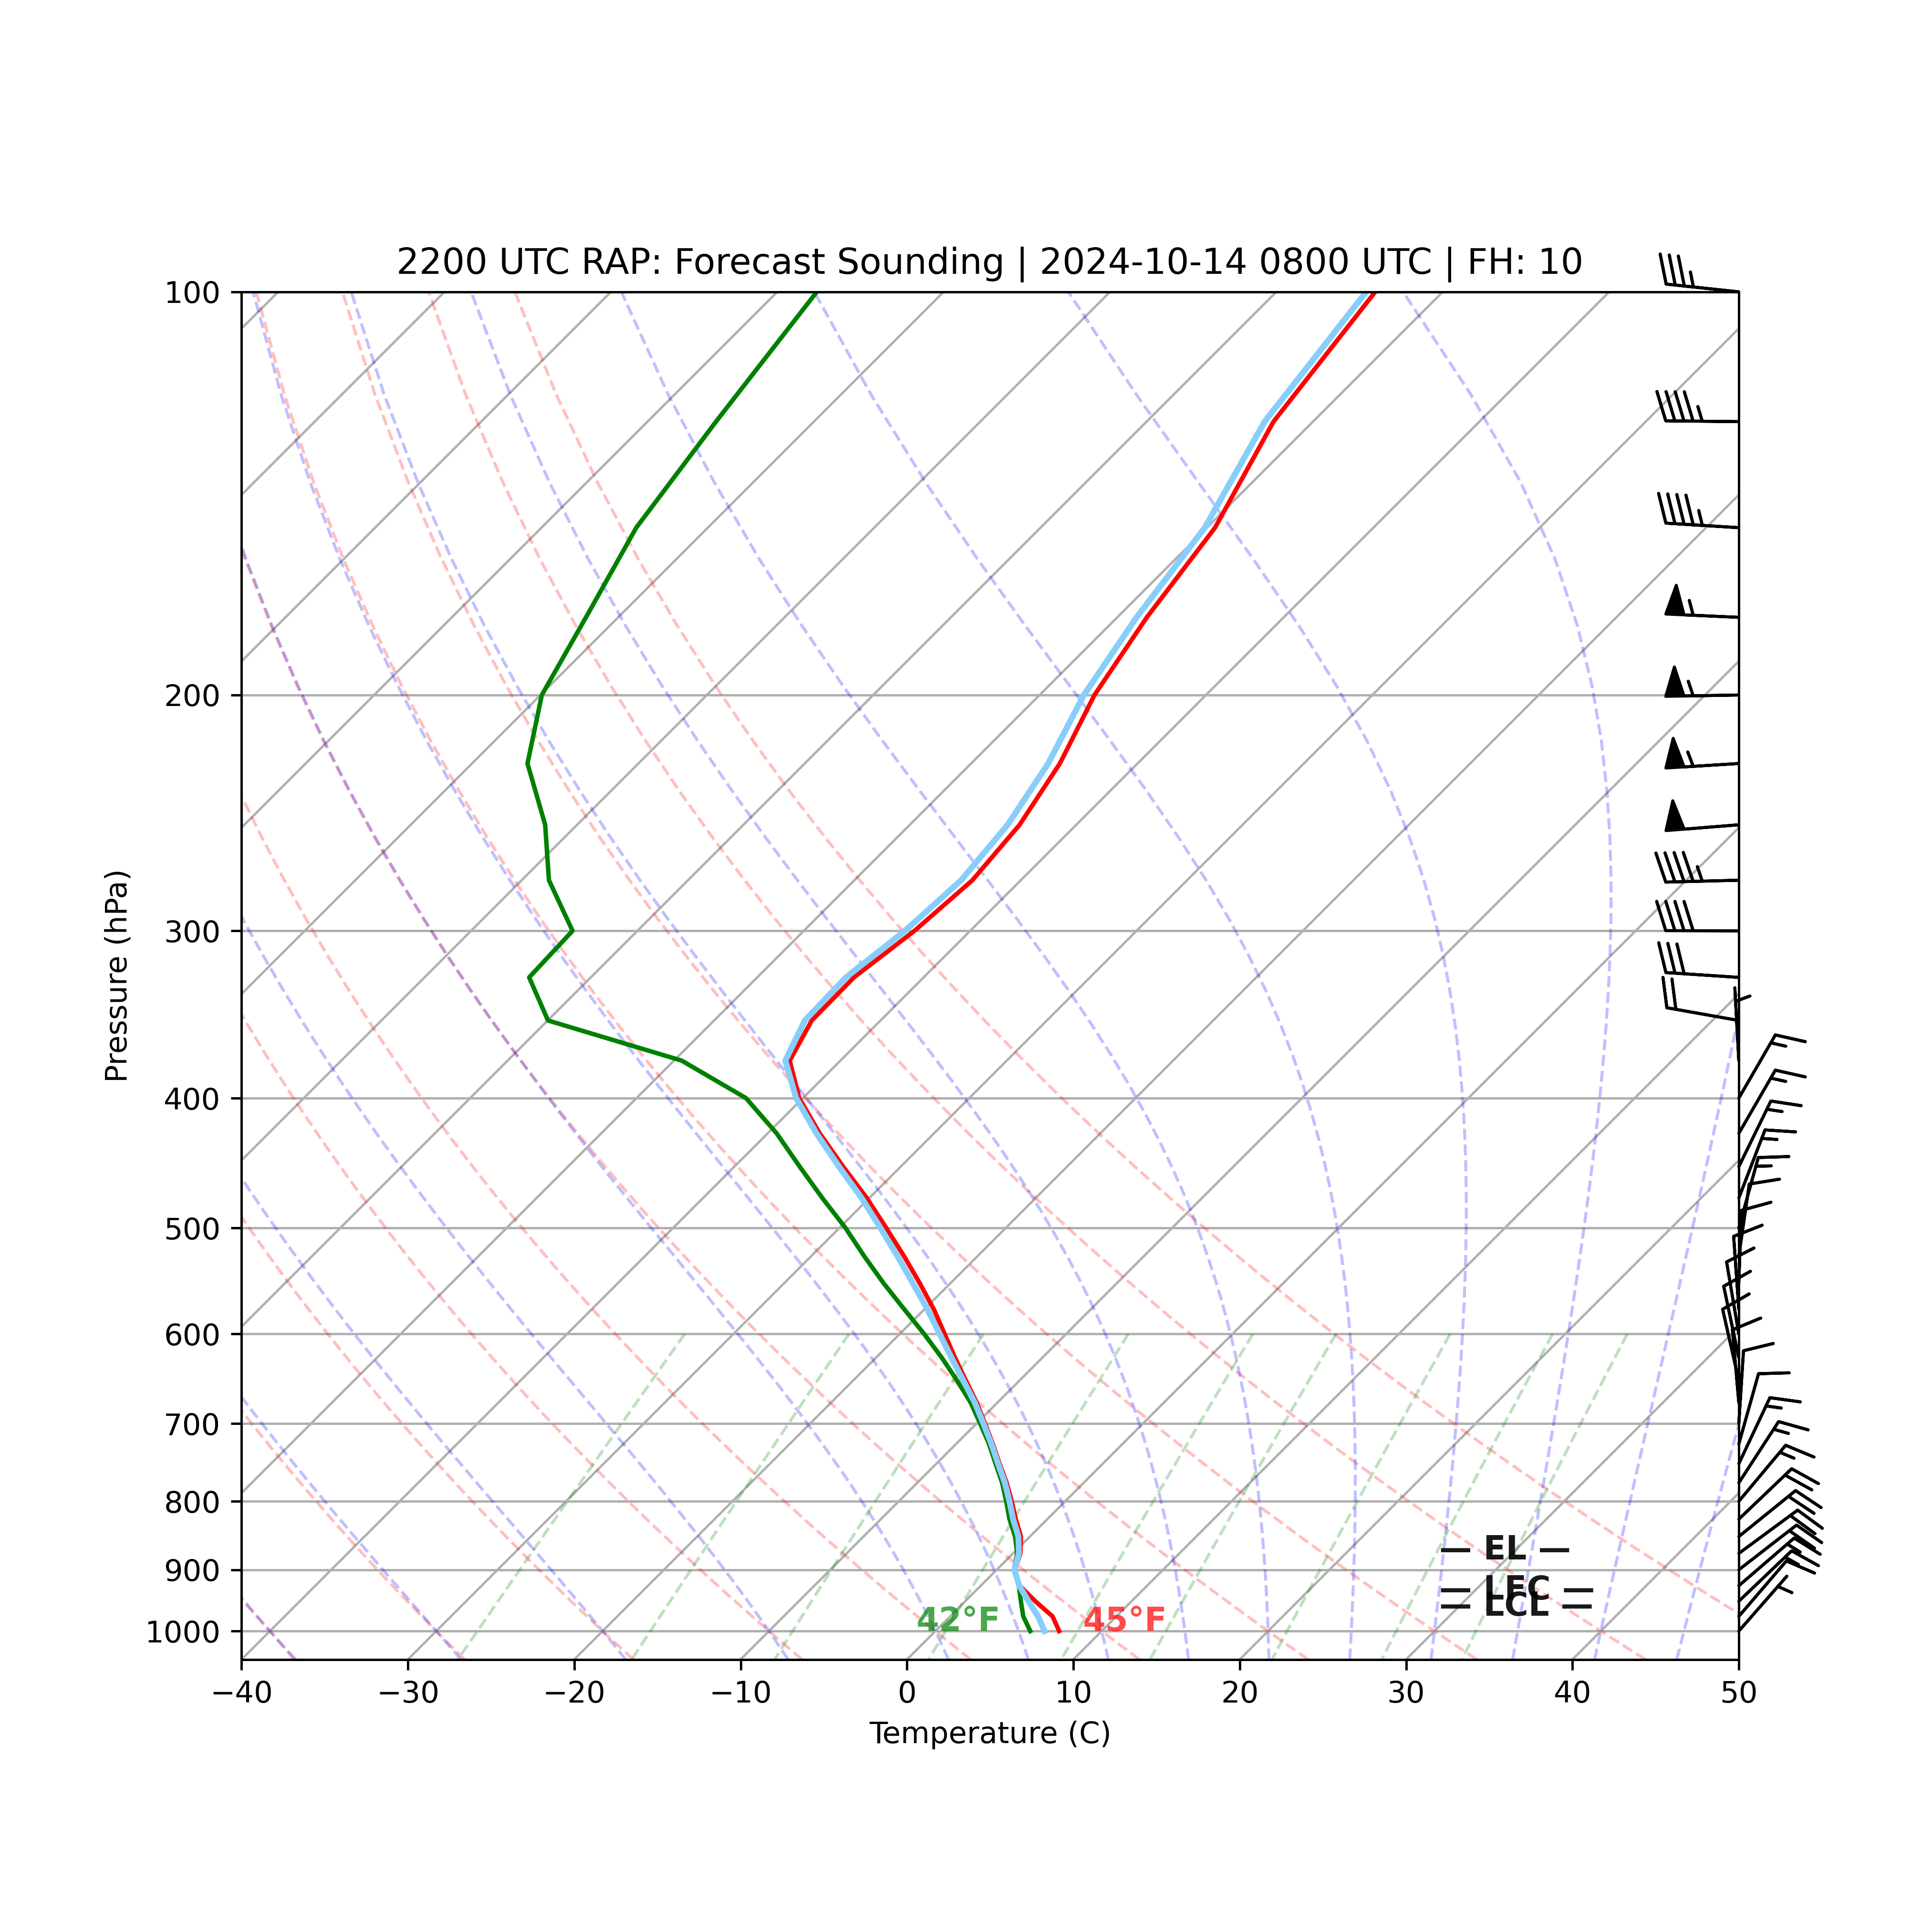 2200 UTC RAP: Forecast Sounding | 2024-10-14 0800 UTC | FH: 10
100
200
300
400
500
600
700
800
900
1000
Pressure (hPa)
— EL —
— LFC —
— LCL —
42°F
45°F
−40 −30 −20 −10 0 10 20 30 40 50
Temperature (C)